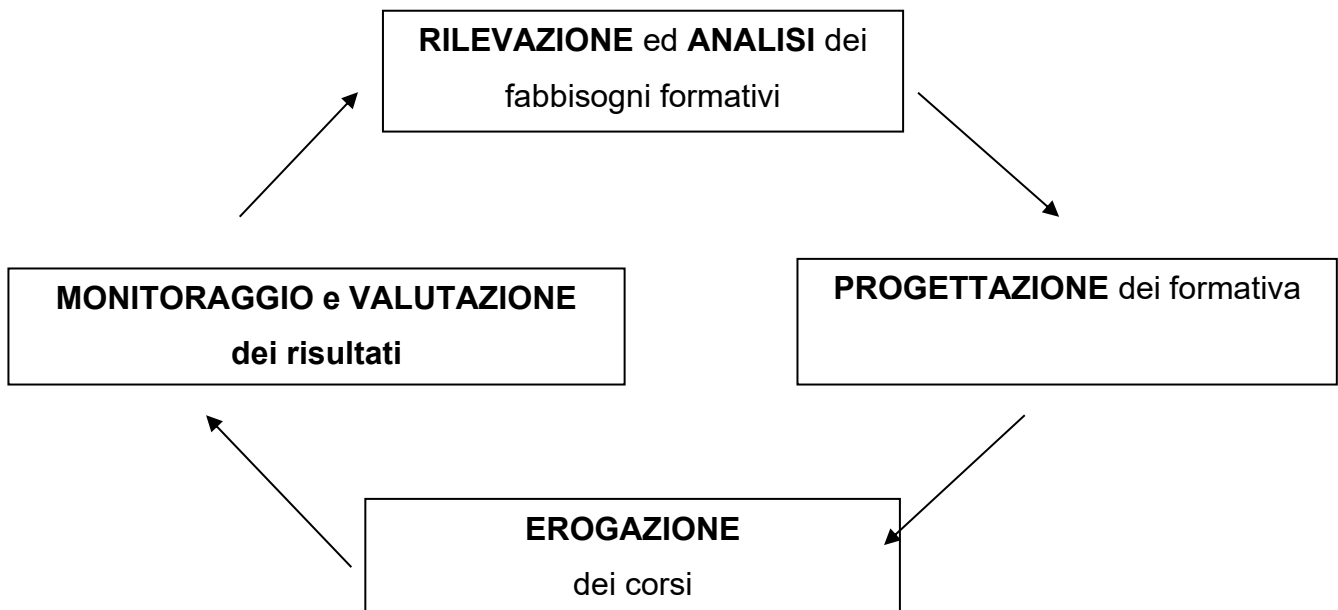 RILEVAZIONE ed ANALISI dei
fabbisogni formativi
MONITORAGGIO e VALUTAZIONE
dei risultati
PROGETTAZIONE dei formativa
EROGAZIONE
dei corsi